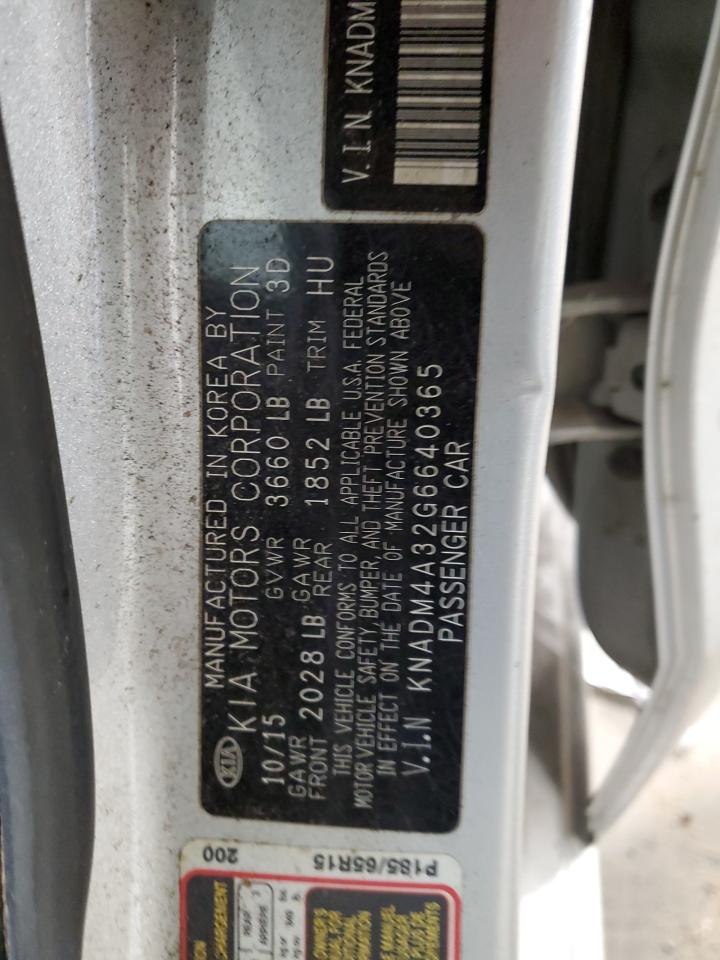 V.I.N KNADM
KIA
MANUFACTURED IN KOREA BY
KIA MOTORS CORPORATION
10/15 GVWR 3660 LB PAINT 3D
GAWR GAWR
FRONT 2028 LB REAR 1852 LB TRIM HU
THIS VEHICLE CONFORMS TO ALL APPLICABLE U.S.A. FEDERAL
MOTOR VEHICLE SAFETY, BUMPER, AND THEFT PREVENTION STANDARDS
IN EFFECT ON THE DATE OF MANUFACTURE SHOWN ABOVE
V.I.N KNADM4A32G6640365
PASSENGER CAR
P185/65R15
200